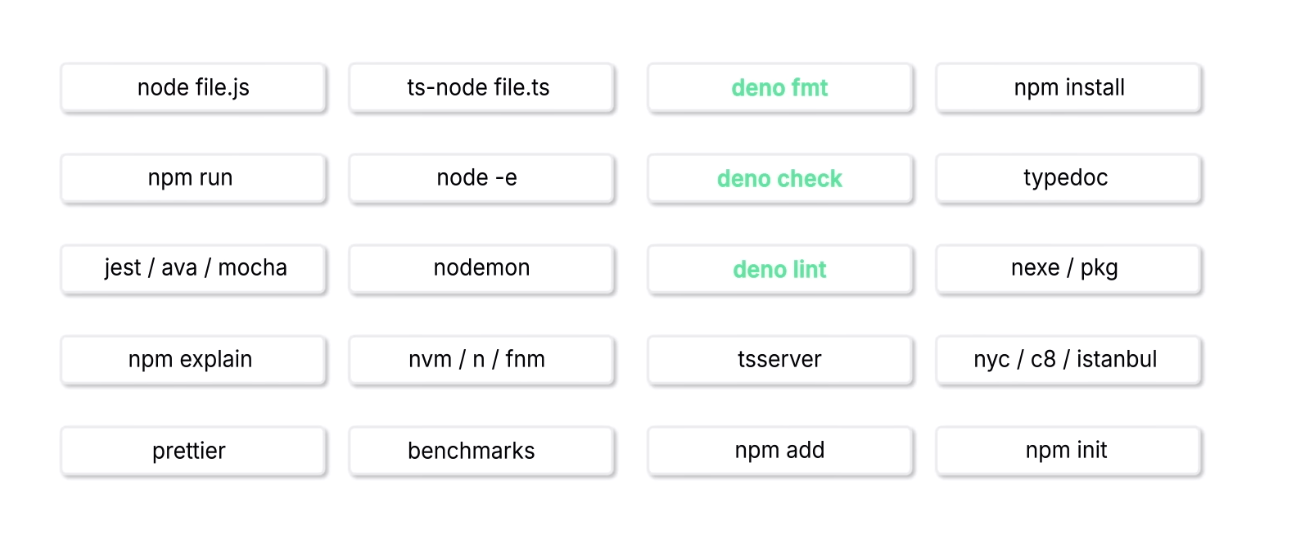 node file.js
ts-node file.ts
deno fmt
npm install
npm run
node -e
deno check
typedoc
jest / ava / mocha
nodemon
deno lint
nexe / pkg
npm explain
nvm / n / fnm
tsserver
nyc / c8 / istanbul
prettier
benchmarks
npm add
npm init